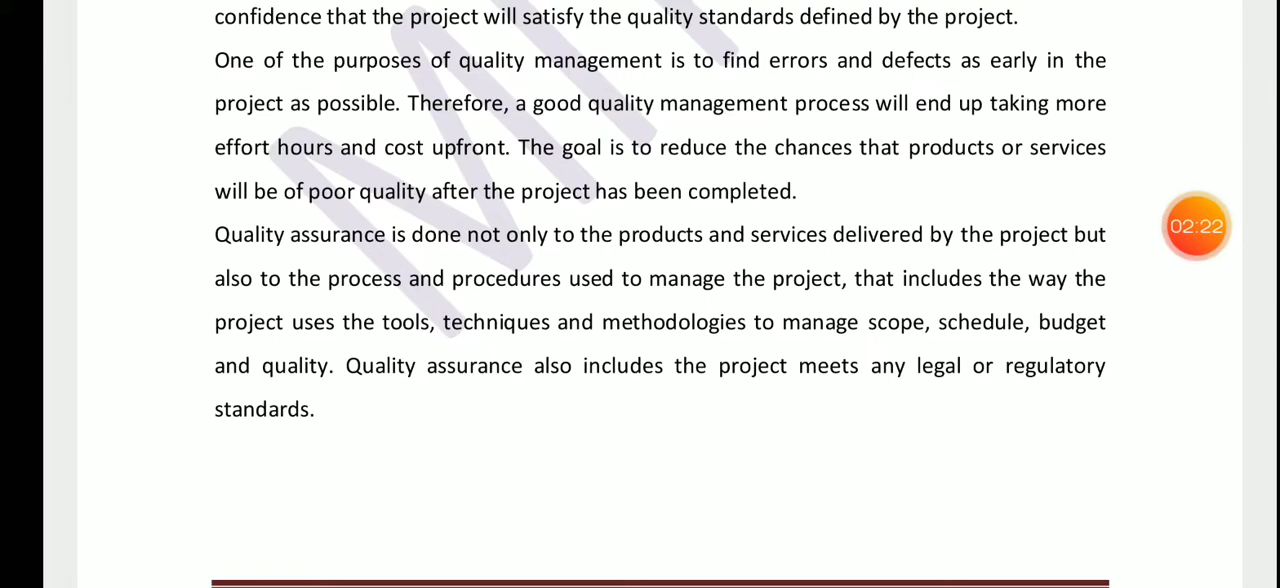 confidence that the project will satisfy the quality standards defined by the project.
One of the purposes of quality management is to find errors and defects as early in the
project as possible. Therefore, a good quality management process will end up taking more
effort hours and cost upfront. The goal is to reduce the chances that products or services
will be of poor quality after the project has been completed.
Quality assurance is done not only to the products and services delivered by the project but
also to the process and procedures used to manage the project, that includes the way the
project uses the tools, techniques and methodologies to manage scope, schedule, budget
and quality. Quality assurance also includes the project meets any legal or regulatory
standards.
02:22